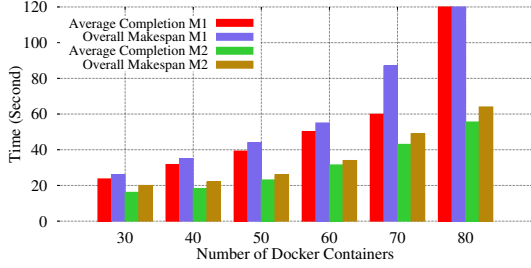 120
100
80
60
40
20
0
Time (Second)
Average Completion M1
Overall Makespan M1
Average Completion M2
Overall Makespan M2
30 40 50 60 70 80
Number of Docker Containers